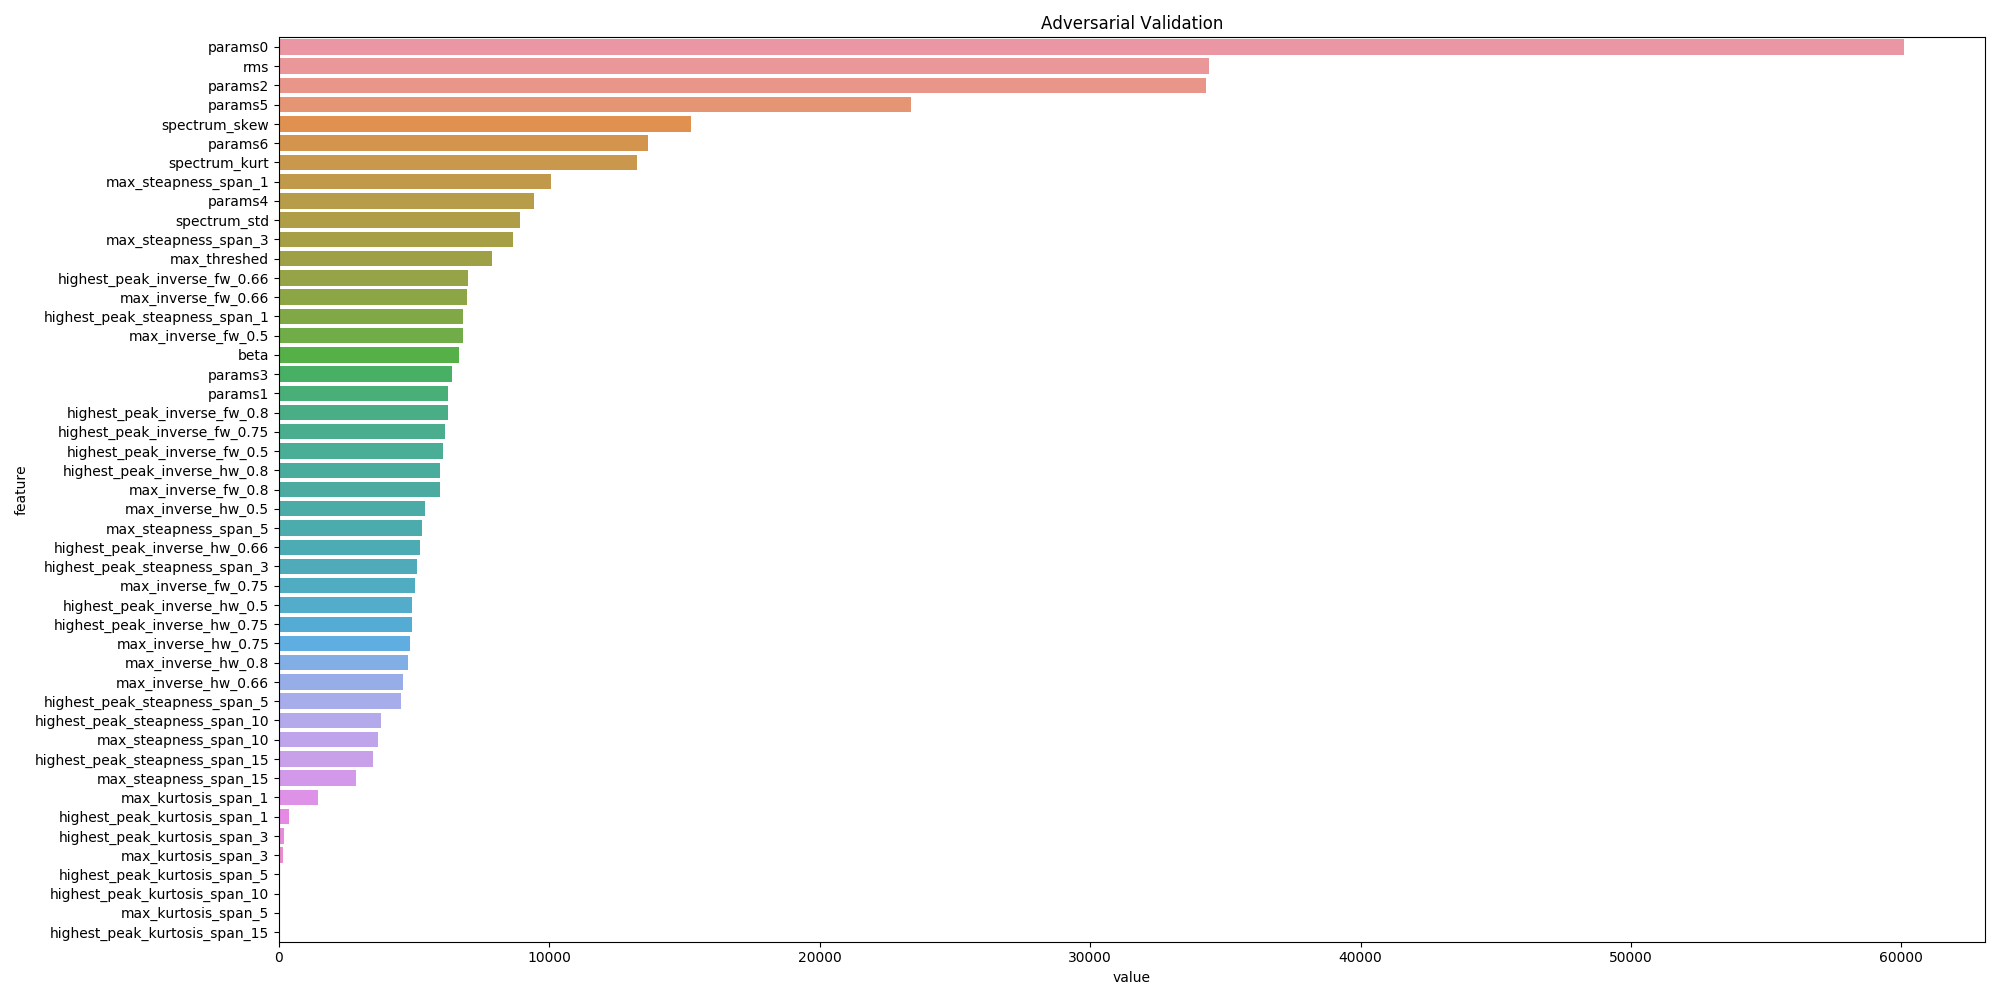 Adversarial Validation
params0
rms
params2
params5
spectrum_skew
params6
spectrum_kurt
max_steapness_span_1
params4
spectrum_std
max_steapness_span_3
max_threshed
highest_peak_inverse_fw_0.66
max_inverse_fw_0.66
highest_peak_steapness_span_1
max_inverse_fw_0.5
beta
params3
params1
highest_peak_inverse_fw_0.8
highest_peak_inverse_fw_0.75
highest_peak_inverse_fw_0.5
highest_peak_inverse_hw_0.8
max_inverse_fw_0.8
max_inverse_hw_0.5
max_steapness_span_5
highest_peak_inverse_hw_0.66
highest_peak_steapness_span_3
max_inverse_fw_0.75
highest_peak_inverse_hw_0.5
highest_peak_inverse_hw_0.75
max_inverse_hw_0.75
max_inverse_hw_0.8
max_inverse_hw_0.66
highest_peak_steapness_span_5
highest_peak_steapness_span_10
max_steapness_span_10
highest_peak_steapness_span_15
max_steapness_span_15
max_kurtosis_span_1
highest_peak_kurtosis_span_1
highest_peak_kurtosis_span_3
max_kurtosis_span_3
highest_peak_kurtosis_span_5
highest_peak_kurtosis_span_10
max_kurtosis_span_5
highest_peak_kurtosis_span_15
feature
0 10000 20000 30000 40000 50000 60000
value